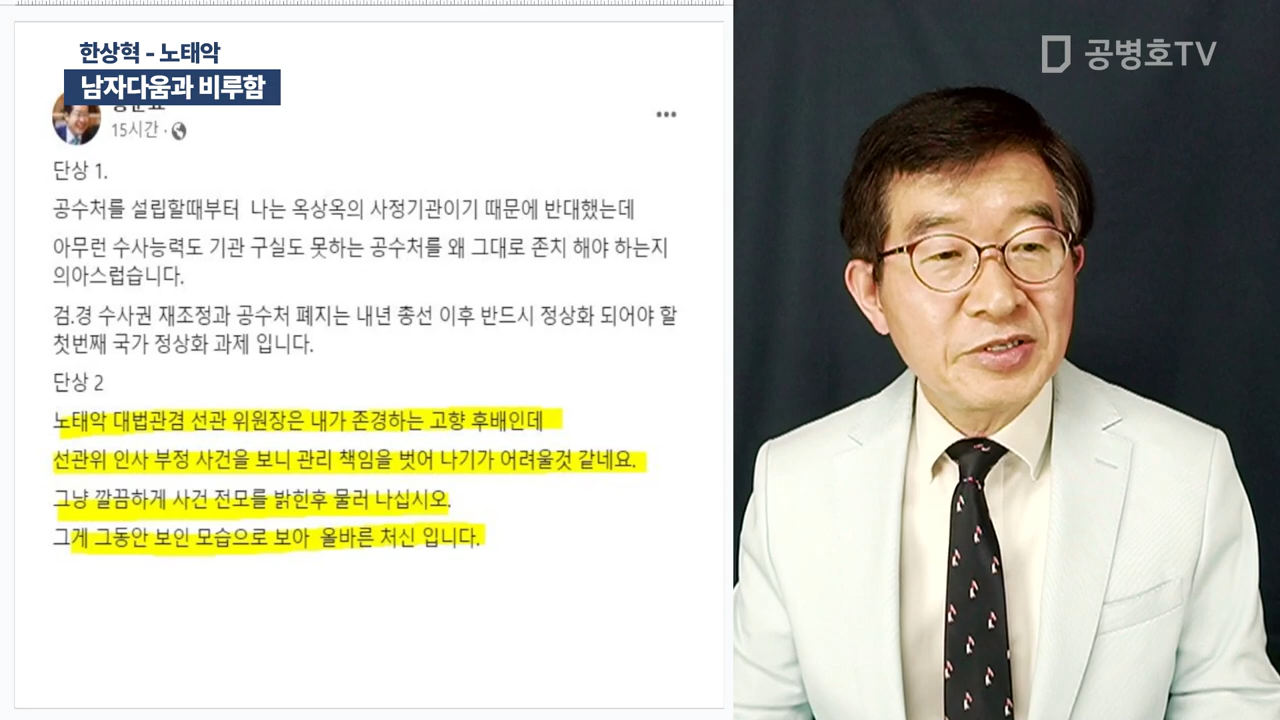 한상혁 - 노태악
남자다움과 비루함
공병호TV
15시간 ·
단상 1.
공수처를 설립할때부터 나는 옥상옥의 사정기관이기 때문에 반대했는데
아무런 수사능력도 기관 구실도 못하는 공수처를 왜 그대로 존치 해야 하는지
의아스럽습니다.
검.경 수사권 재조정과 공수처 폐지는 내년 총선 이후 반드시 정상화 되어야 할
첫번째 국가 정상화 과제 입니다.
단상 2
노태악 대법관겸 선관 위원장은 내가 존경하는 고향 후배인데
선관위 인사 부정 사건을 보니 관리 책임을 벗어 나기가 어려울것 같네요.
그냥 깔끔하게 사건 전모를 밝힌후 물러 나십시오.
그게 그동안 보인 모습으로 보아 올바른 처신 입니다.